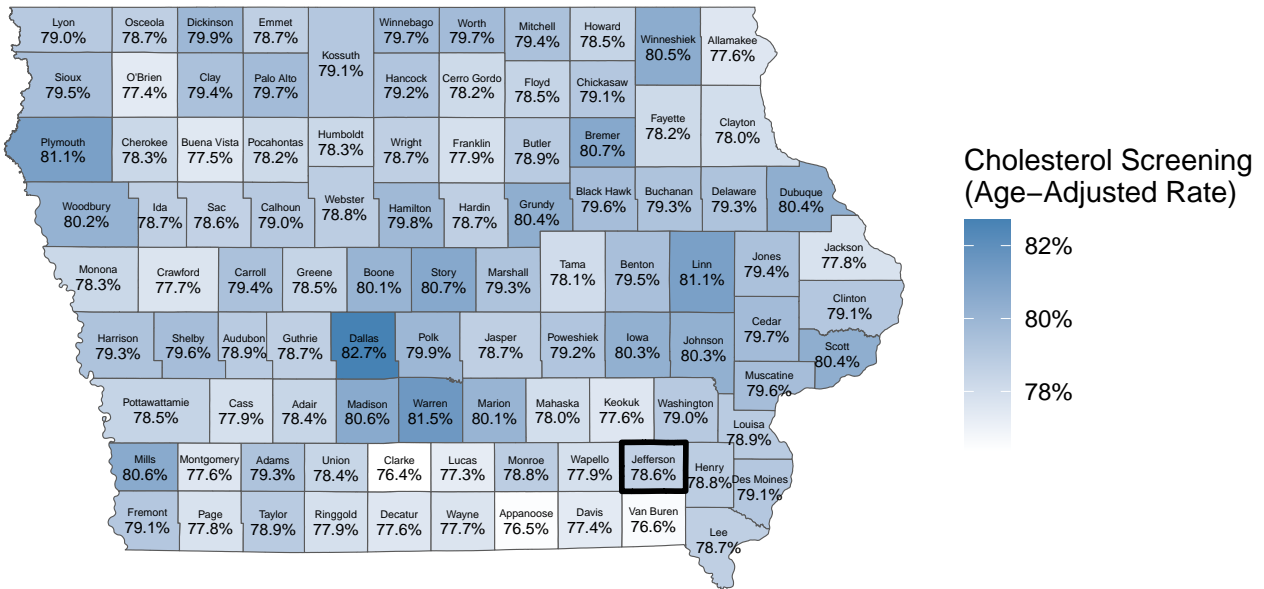 Lyon
79.0%
Osceola
78.7%
Dickinson
79.9%
Emmet
78.7%
Kossuth
79.1%
Winnebago
79.7%
Worth
79.7%
Mitchell
79.4%
Howard
78.5%
Winneshiek
80.5%
Allamakee
77.6%
Sioux
79.5%
O'Brien
77.4%
Clay
79.4%
Palo Alto
79.7%
Hancock
79.2%
Cerro Gordo
78.2%
Floyd
78.5%
Chickasaw
79.1%
Fayette
78.2%
Clayton
78.0%
Plymouth
81.1%
Cherokee
78.3%
Buena Vista
77.5%
Pocahontas
78.2%
Humboldt
78.3%
Wright
78.7%
Franklin
77.9%
Butler
78.9%
Bremer
80.7%
Woodbury
80.2%
Ida
78.7%
Sac
78.6%
Calhoun
79.0%
Webster
78.8%
Hamilton
79.8%
Hardin
78.7%
Grundy
80.4%
Black Hawk
79.6%
Buchanan
79.3%
Delaware
79.3%
Dubuque
80.4%
Monona
78.3%
Crawford
77.7%
Carroll
79.4%
Greene
78.5%
Boone
80.1%
Story
80.7%
Marshall
79.3%
Tama
78.1%
Benton
79.5%
Linn
81.1%
Jones
79.4%
Jackson
77.8%
Clinton
79.1%
Harrison
79.3%
Shelby
79.6%
Audubon
78.9%
Guthrie
78.7%
Dallas
82.7%
Polk
79.9%
Jasper
78.7%
Poweshiek
79.2%
Iowa
80.3%
Johnson
80.3%
Cedar
79.7%
Scott
80.4%
Muscatine
79.6%
Pottawattamie
78.5%
Cass
77.9%
Adair
78.4%
Madison
80.6%
Warren
81.5%
Marion
80.1%
Mahaska
78.0%
Keokuk
77.6%
Washington
79.0%
Louisa
78.9%
Mills
80.6%
Montgomery
77.6%
Adams
79.3%
Union
78.4%
Clarke
76.4%
Lucas
77.3%
Monroe
78.8%
Wapello
77.9%
Jefferson
78.6%
Henry
78.8%
Des Moines
79.1%
Fremont
79.1%
Page
77.8%
Taylor
78.9%
Ringgold
77.9%
Decatur
77.6%
Wayne
77.7%
Appanoose
76.5%
Davis
77.4%
Van Buren
76.6%
Lee
78.7%
Cholesterol Screening
(Age−Adjusted Rate)
82%
80%
78%